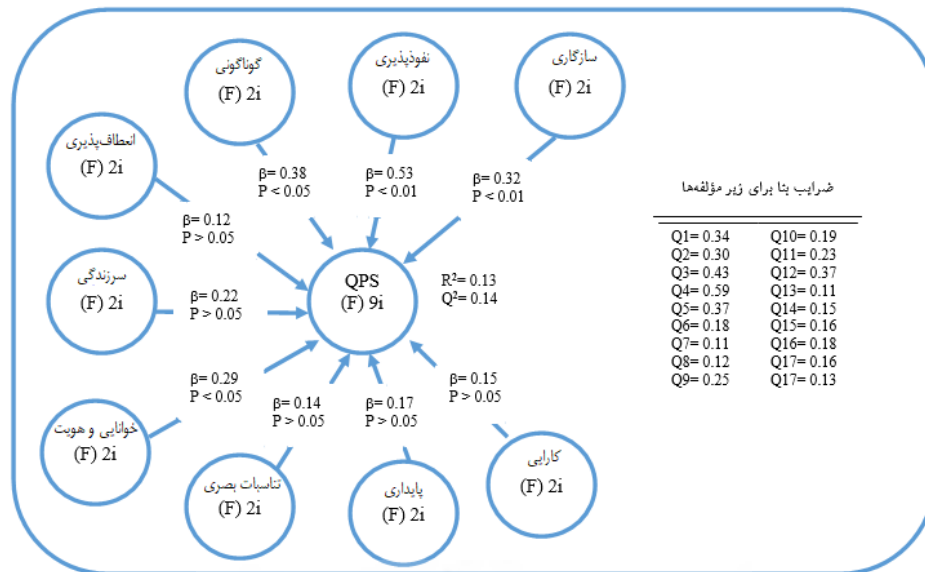 گوناگونی
(F) 2i
نفوذپذیری
(F) 2i
سازگاری
(F) 2i
انعطاف‌پذیری
(F) 2i
β= 0.38
P < 0.05
β= 0.53
P < 0.01
β= 0.32
P < 0.01
β= 0.12
P > 0.05
سرزندگی
(F) 2i
β= 0.22
P > 0.05
QPS
(F) 9i
R²= 0.13
Q²= 0.14
β= 0.29
P < 0.05
β= 0.14
P > 0.05
β= 0.17
P > 0.05
β= 0.15
P > 0.05
خوانایی و هویت
(F) 2i
تناسبات بصری
(F) 2i
پایداری
(F) 2i
کارایی
(F) 2i
ضرایب بتا برای زیر مؤلفه‌ها
Q1= 0.34 Q10= 0.19
Q2= 0.30 Q11= 0.23
Q3= 0.43 Q12= 0.37
Q4= 0.59 Q13= 0.11
Q5= 0.37 Q14= 0.15
Q6= 0.18 Q15= 0.16
Q7= 0.11 Q16= 0.18
Q8= 0.12 Q17= 0.16
Q9= 0.25 Q17= 0.13